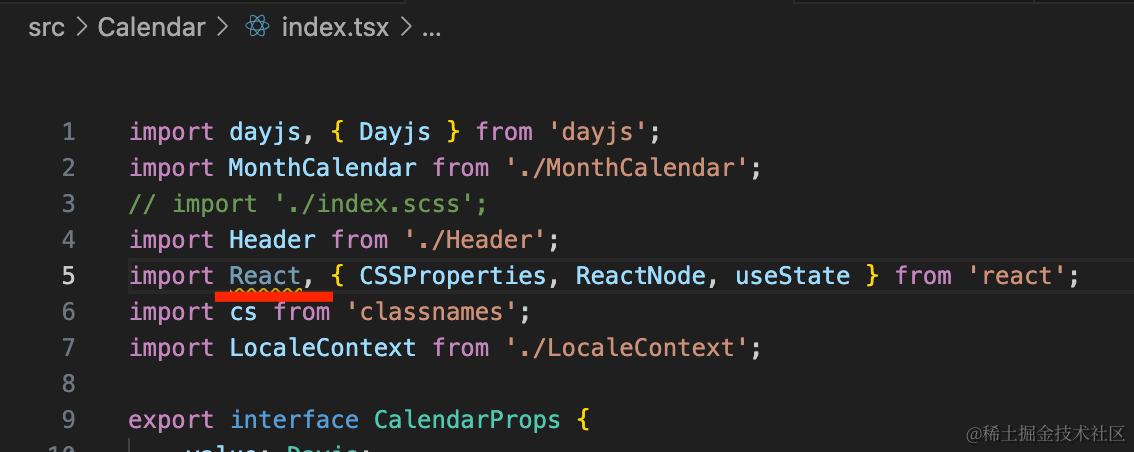 src > Calendar > index.tsx > ...
1 import dayjs, { Dayjs } from 'dayjs';
2 import MonthCalendar from './MonthCalendar';
3 // import './index.scss';
4 import Header from './Header';
5 import React, { CSSProperties, ReactNode, useState } from 'react';
6 import cs from 'classnames';
7 import LocaleContext from './LocaleContext';
8
9 export interface CalendarProps {
10 value: Dayjs;
@稀土掘金技术社区